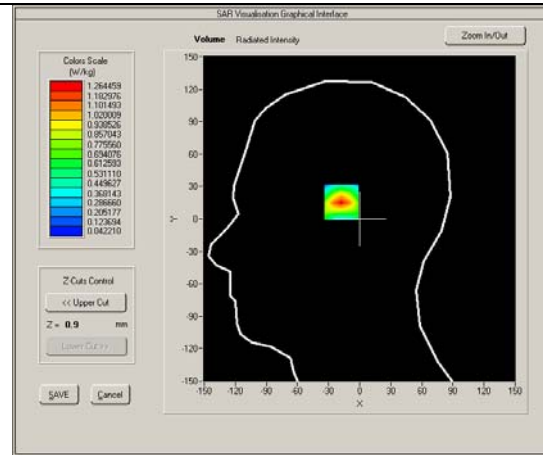 SAR Visualisation Graphical Interface
Volume Radiated Intensity
Zoom In/Out
Colors Scale
(W/kg)
1.264459
1.182976
1.101493
1.020009
0.938526
0.857043
0.775560
0.694076
0.612593
0.531110
0.449627
0.368143
0.286660
0.205177
0.123694
0.042210
Z Cuts Control
<< Upper Cut
Z = 0.9 mm
Lower Cut >>
SAVE Cancel
150
120
90
60
30
0
-30
-60
-90
-120
-150
Y
-150 -120 -90 -60 -30 0 30 60 90 120 150
X